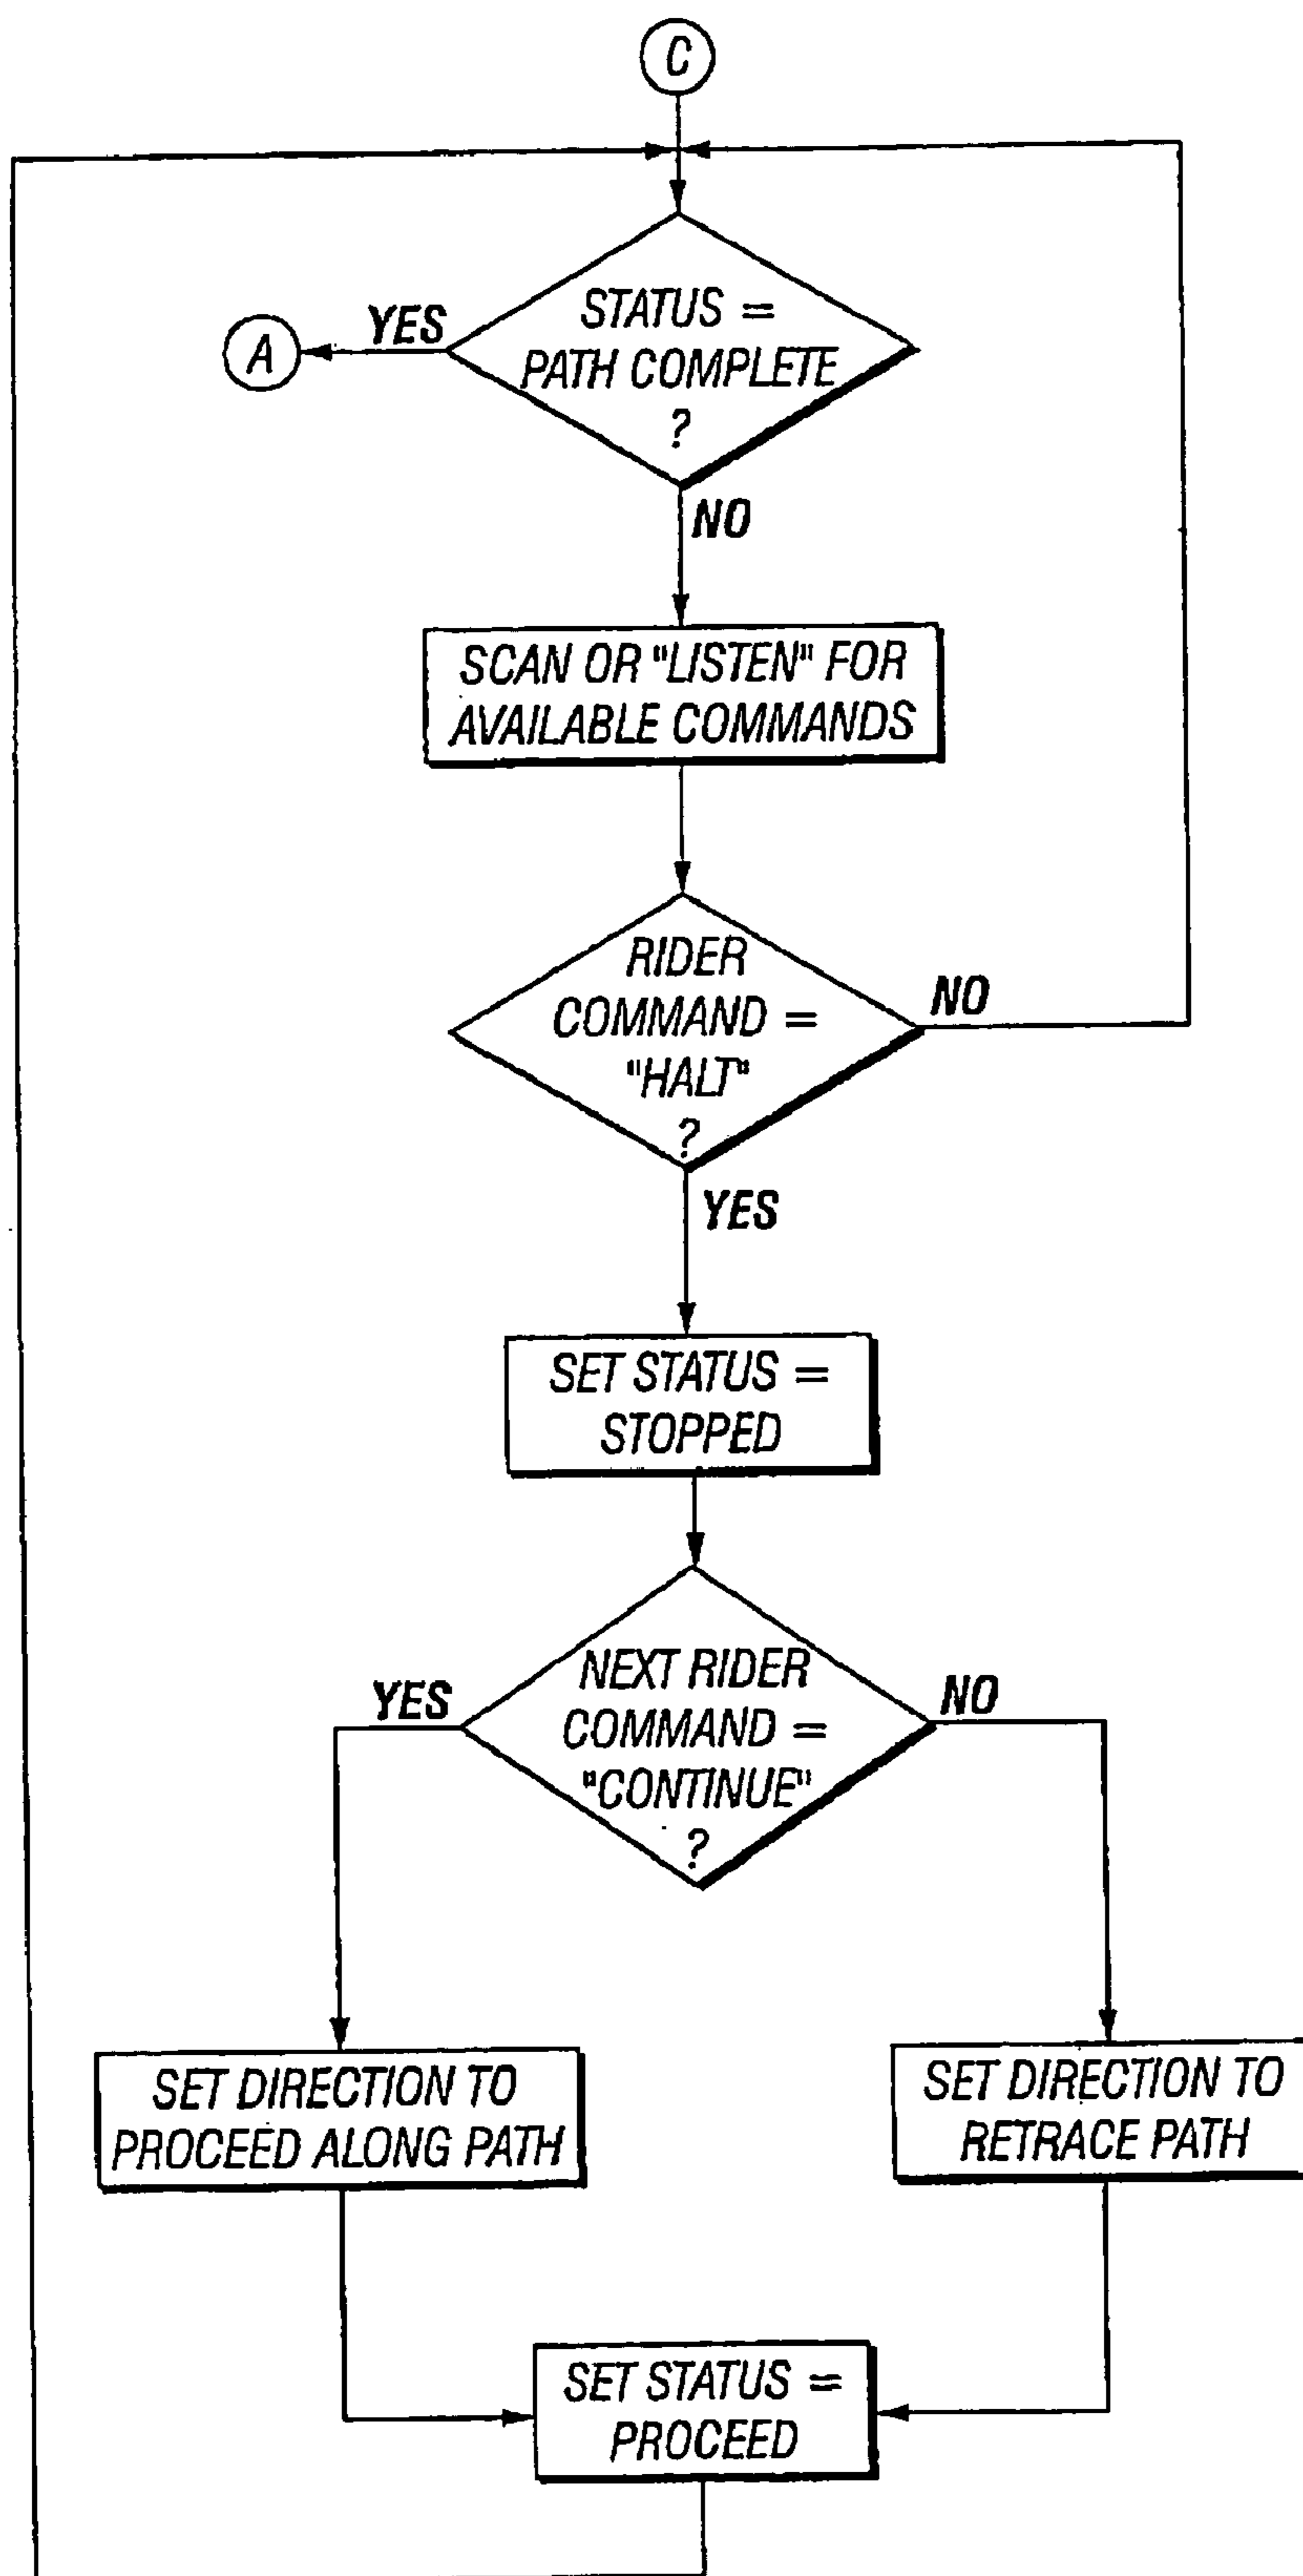 C
STATUS =
PATH COMPLETE
?
YES
A
NO
SCAN OR "LISTEN" FOR
AVAILABLE COMMANDS
RIDER
COMMAND =
"HALT"
?
NO
YES
SET STATUS =
STOPPED
NEXT RIDER
COMMAND =
"CONTINUE"
?
YES
NO
SET DIRECTION TO
PROCEED ALONG PATH
SET DIRECTION TO
RETRACE PATH
SET STATUS =
PROCEED